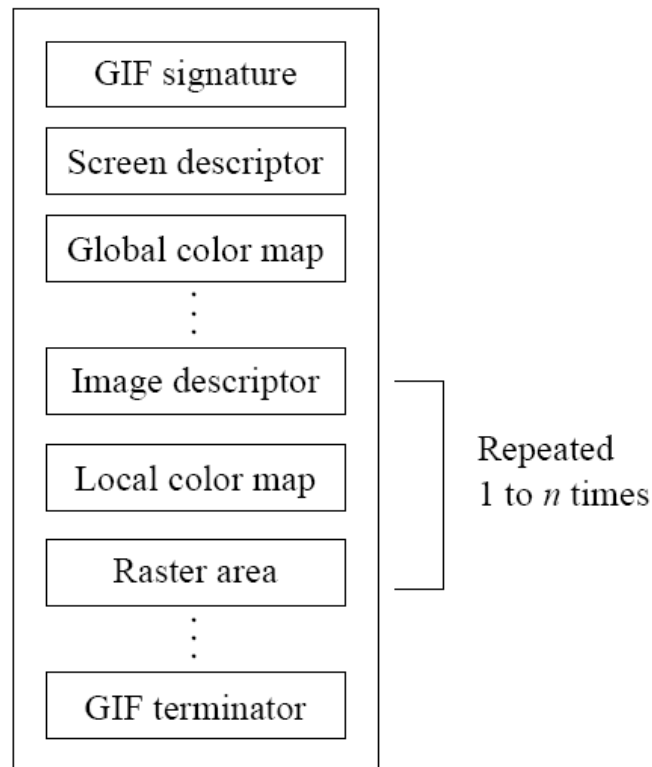 GIF signature
Screen descriptor
Global color map
Image descriptor
Local color map
Raster area
GIF terminator
Repeated
1 to n times